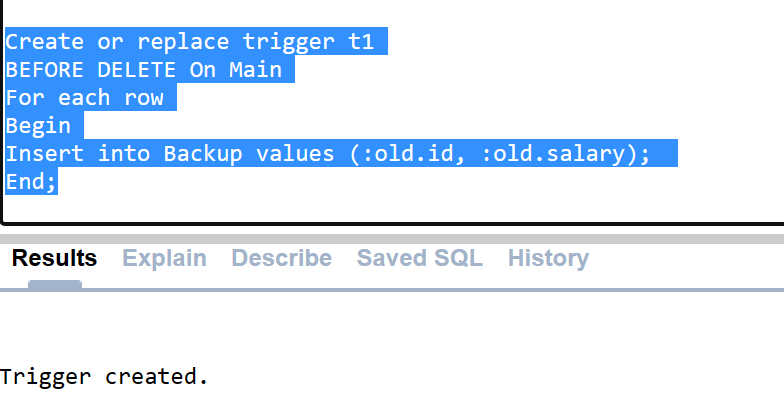 Create or replace trigger t1
BEFORE DELETE On Main
For each row
Begin
Insert into Backup values (:old.id, :old.salary);
End;
Results Explain Describe Saved SQL History
Trigger created.